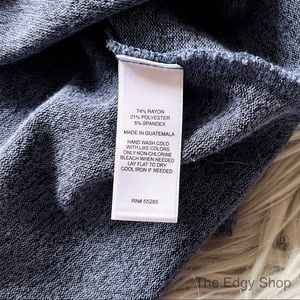 74% RAYON
21% POLYESTER
5% SPANDEX
MADE IN GUATEMALA
HAND WASH COLD
WITH LIKE COLORS
ONLY NON-CHLORINE
BLEACH WHEN NEEDED
LAY FLAT TO DRY
COOL IRON IF NEEDED
RN# 55285
The Edgy Shop